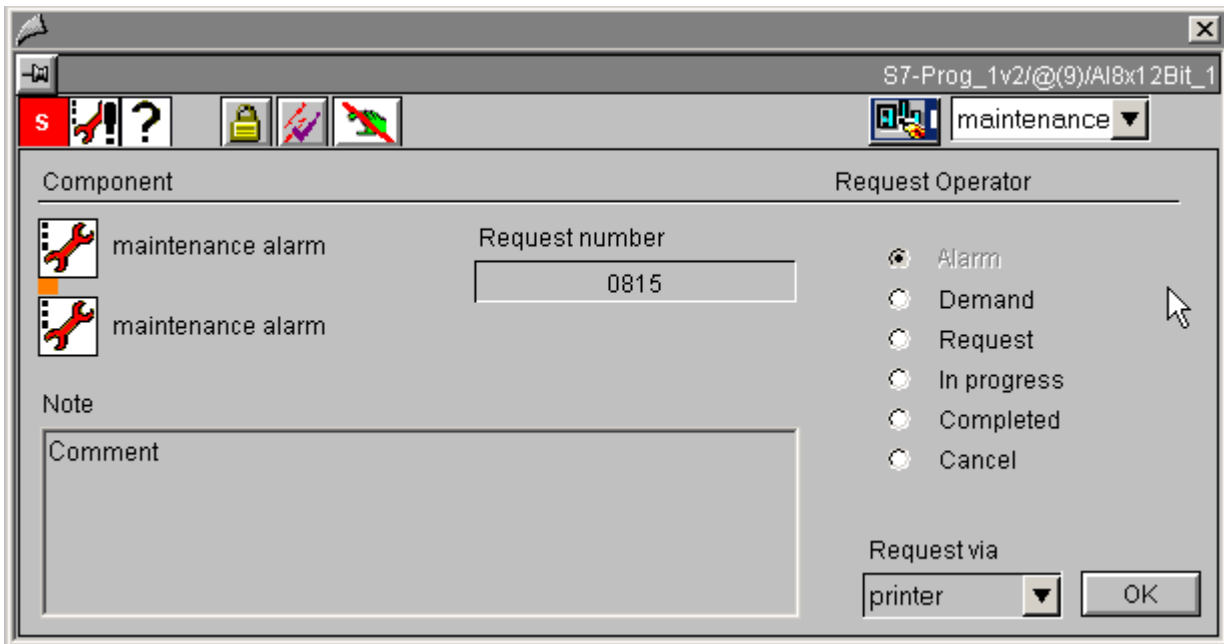 S7-Prog_1v2/@(9)/AI8x12Bit_1
S
maintenance
Component
Request Operator
maintenance alarm
Request number
0815
maintenance alarm
Alarm
Demand
Request
In progress
Completed
Cancel
Note
Comment
Request via
printer
OK